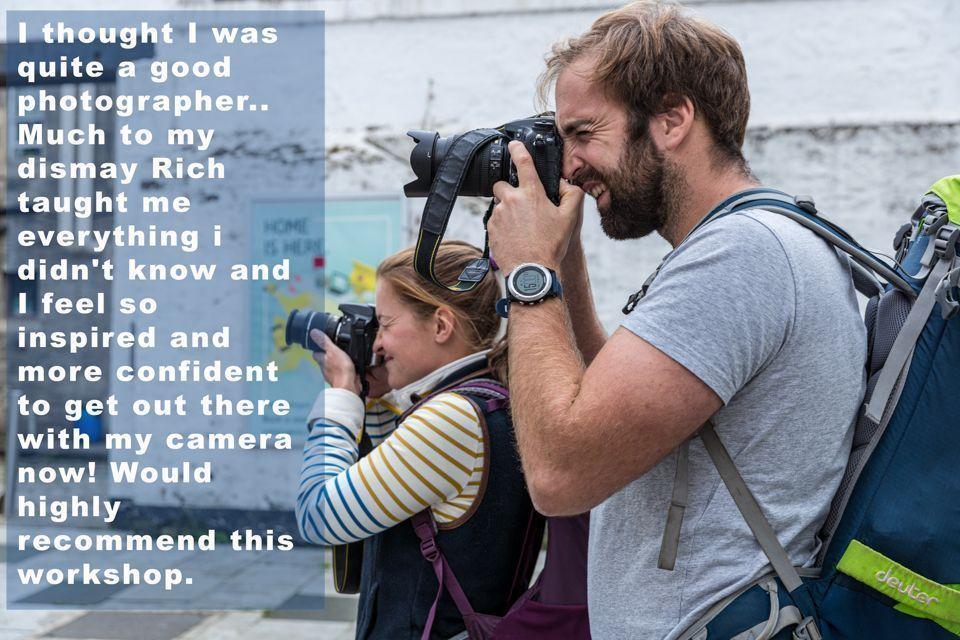 I thought I was
quite a good
photographer..
Much to my
dismay Rich
taught me
everything i
didn't know and
I feel so
inspired and
more confident
to get out there
with my camera
now! Would
highly
recommend this
workshop.
HOME
IS HERE
deuter